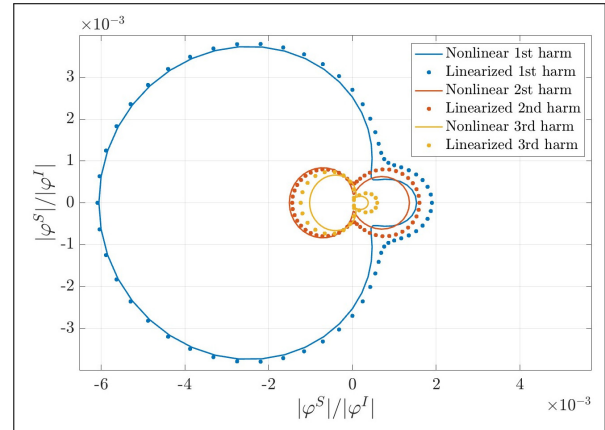 ×10⁻³
Nonlinear 1st harm
Linearized 1st harm
Nonlinear 2st harm
Linearized 2nd harm
Nonlinear 3rd harm
Linearized 3rd harm
3
2
1
0
-1
-2
-3
|φ^S|/|φ^I|
-6 -4 -2 0 2 4
×10⁻³
|φ^S|/|φ^I|